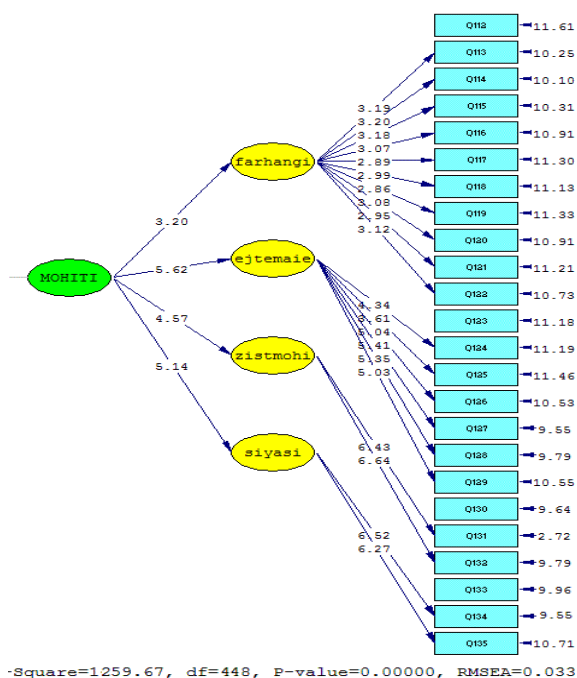 Q112 11.61
Q113 10.25
Q114 10.10
3.19 Q115 10.31
3.20
3.18 Q116 10.91
3.07
farhangi 2.89 Q117 11.30
2.99 Q118 11.13
2.86
3.08 Q119 11.33
2.95 Q120 10.91
3.20 3.12
Q121 11.21
MOHITI 5.62 ejtemaie Q122 10.73
4.34 Q123 11.18
3.61
5.04 Q124 11.19
4.57 5.41
zistmohi 5.35 Q125 11.46
5.03
5.14 Q126 10.53
Q127 9.55
siyasi 6.43 Q128 9.79
6.64
Q129 10.55
Q130 9.64
6.52 Q131 2.72
6.27 Q132 9.79
Q133 9.96
Q134 9.55
Q135 10.71
-Square=1259.67, df=448, P-value=0.00000, RMSEA=0.033